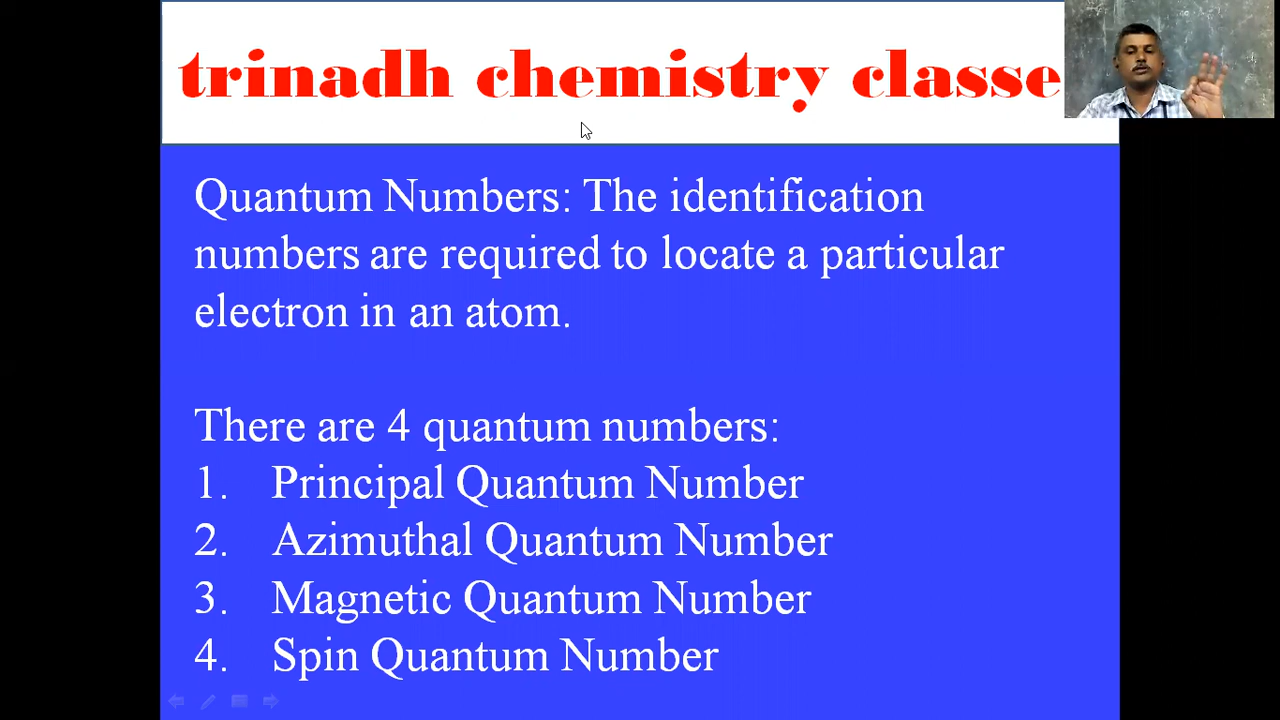 trinadh chemistry classe
Quantum Numbers: The identification
numbers are required to locate a particular
electron in an atom.
There are 4 quantum numbers:
1. Principal Quantum Number
2. Azimuthal Quantum Number
3. Magnetic Quantum Number
4. Spin Quantum Number